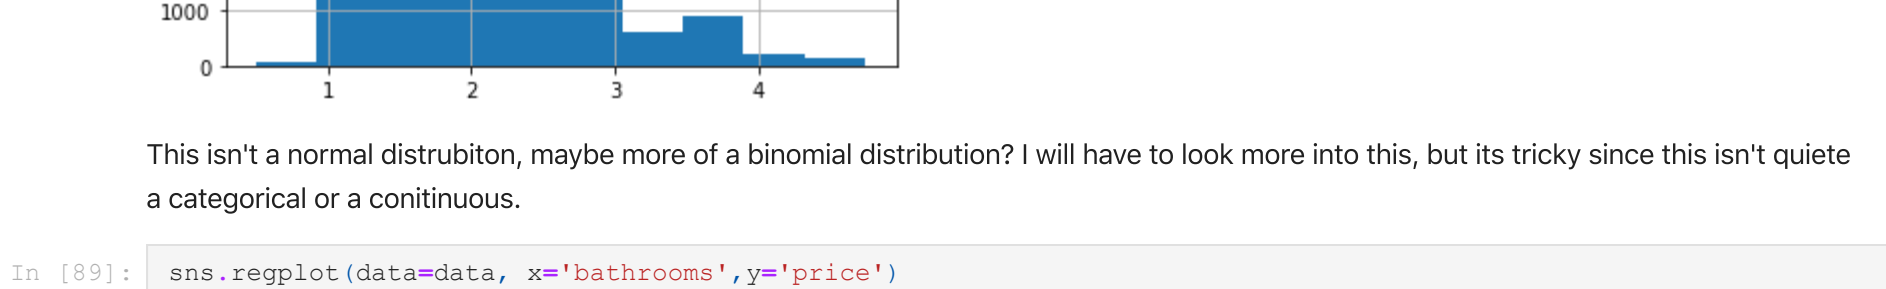 1000
0
1 2 3 4
This isn't a normal distrubiton, maybe more of a binomial distribution? I will have to look more into this, but its tricky since this isn't quiete
a categorical or a conitinuous.
In [89]: sns.regplot(data=data, x='bathrooms',y='price')